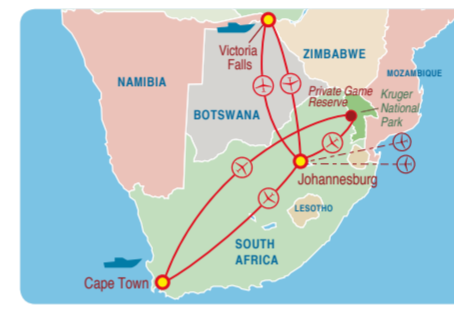 Victoria
Falls
ZIMBABWE
NAMIBIA
MOZAMBIQUE
BOTSWANA
Private Game
Reserve
Kruger
National
Park
Johannesburg
LESOTHO
SOUTH
AFRICA
Cape Town